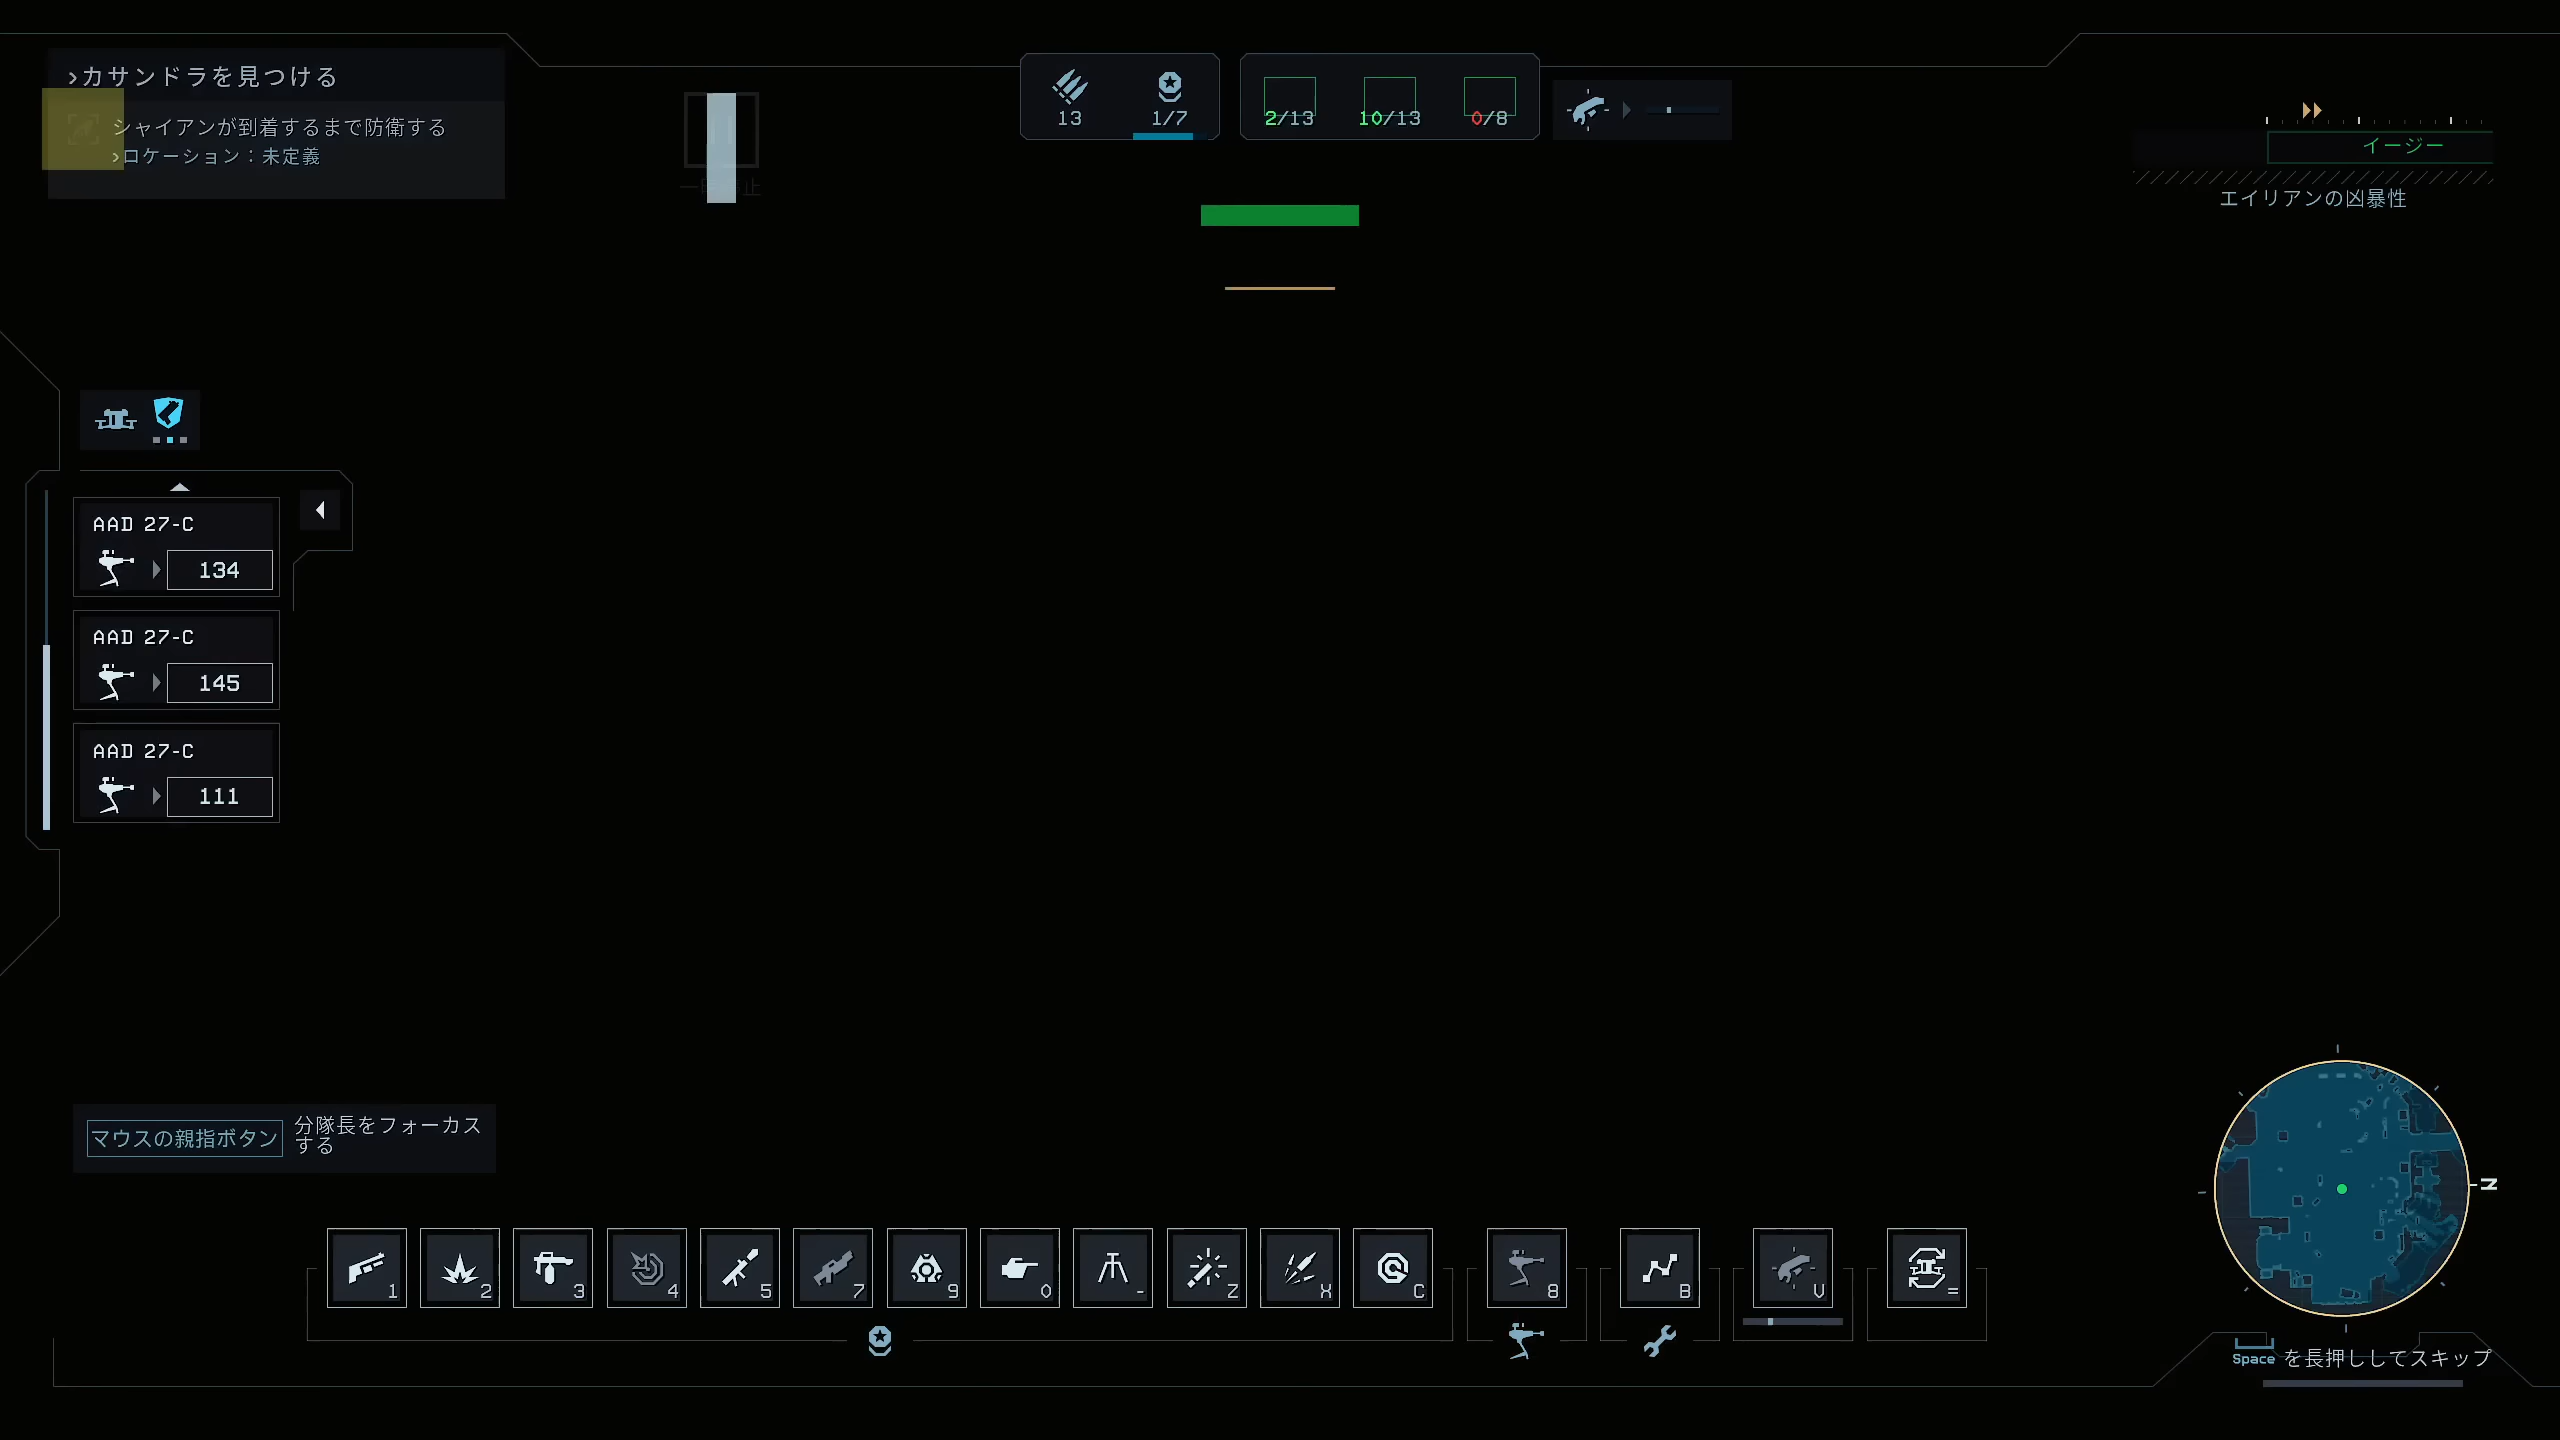 ›カサンドラを見つける
シャイアンが到着するまで防衛する
›ロケーション：未定義
13
1/7
2/13
10/13
0/8
イージー
エイリアンの凶暴性
AAD 27-C
134
AAD 27-C
145
AAD 27-C
111
マウスの親指ボタン
分隊長をフォーカス
する
1
2
3
4
5
7
9
0
-
Z
X
C
8
B
V
=
N
Space を長押ししてスキップ